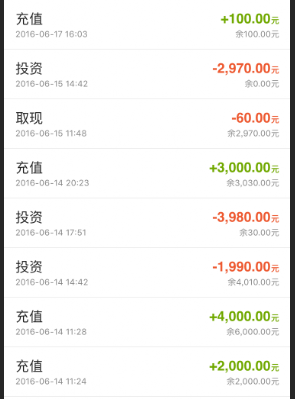 充值 +100.00元
2016-06-17 16:03 余100.00元
投资 -2,970.00元
2016-06-15 14:42 余0.00元
取现 -60.00元
2016-06-15 11:48 余2,970.00元
充值 +3,000.00元
2016-06-14 20:23 余3,030.00元
投资 -3,980.00元
2016-06-14 17:51 余30.00元
投资 -1,990.00元
2016-06-14 14:42 余4,010.00元
充值 +4,000.00元
2016-06-14 11:28 余6,000.00元
充值 +2,000.00元
2016-06-14 11:24 余2,000.00元